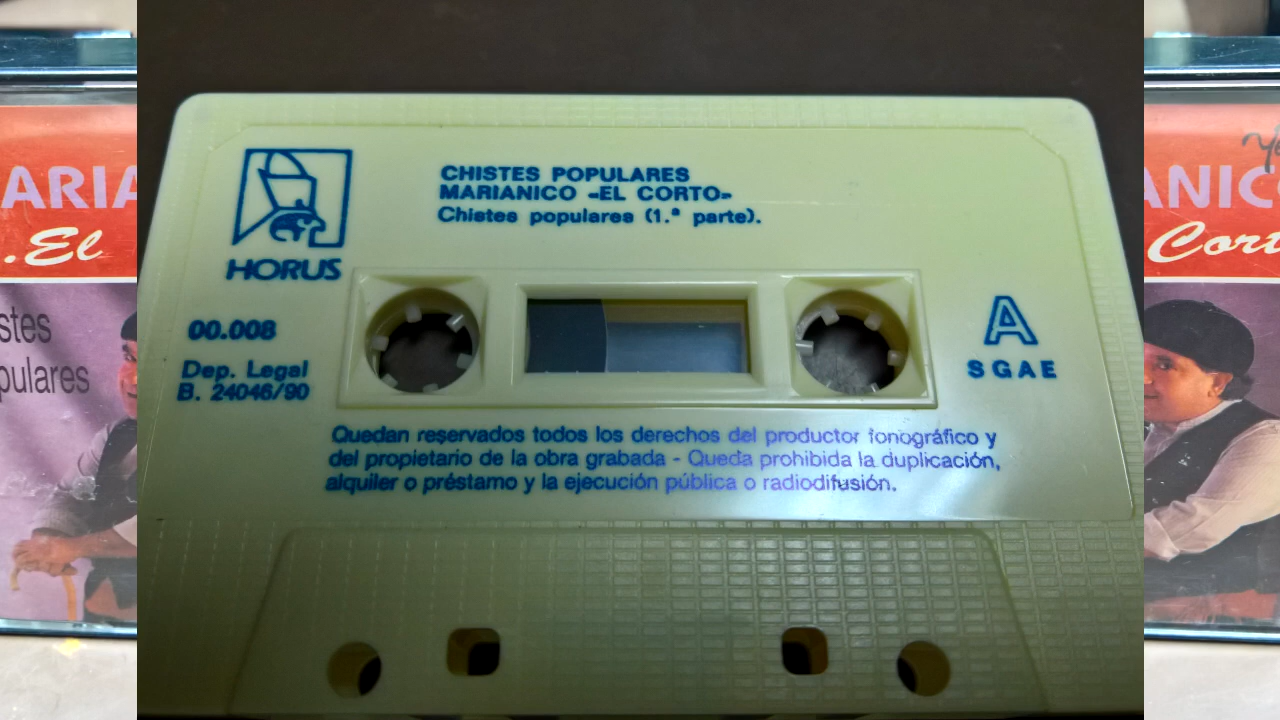 CHISTES POPULARES
MARIANICO «EL CORTO»
Chistes populares (1.ª parte).
HORUS
00.008
Dep. Legal
B. 24046/90
A
SGAE
Quedan reservados todos los derechos del productor fonográfico y
del propietario de la obra grabada - Queda prohibida la duplicación,
alquiler o préstamo y la ejecución pública o radiodifusión.
ARIA
..El
stes
pulares
ANIC
Cort